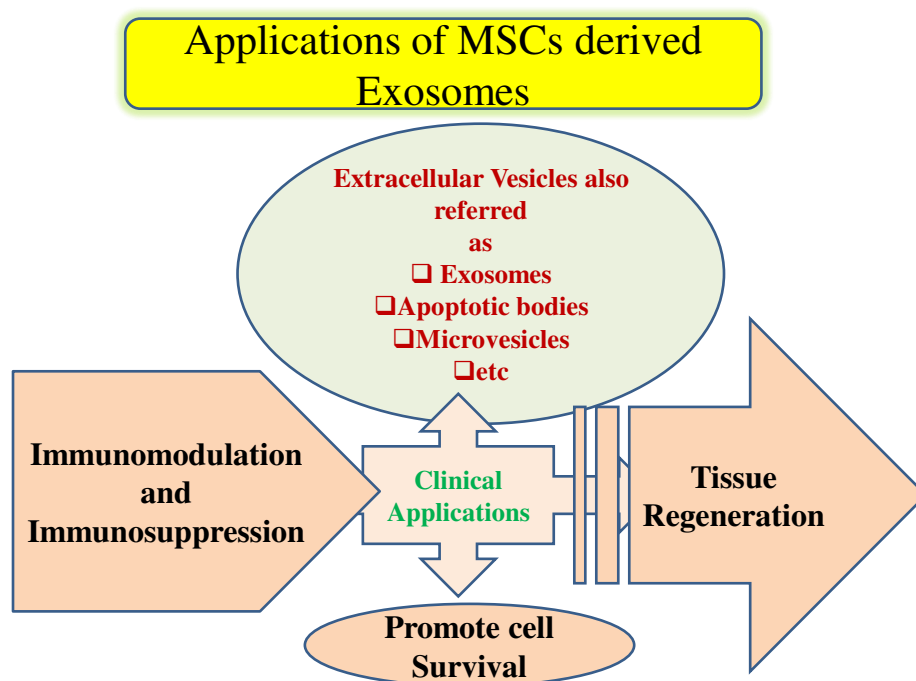 Applications of MSCs derived
Exosomes
Extracellular Vesicles also
referred
as
❑ Exosomes
❑Apoptotic bodies
❑Microvesicles
❑etc
Immunomodulation
and
Immunosuppression
Clinical
Applications
Tissue
Regeneration
Promote cell
Survival